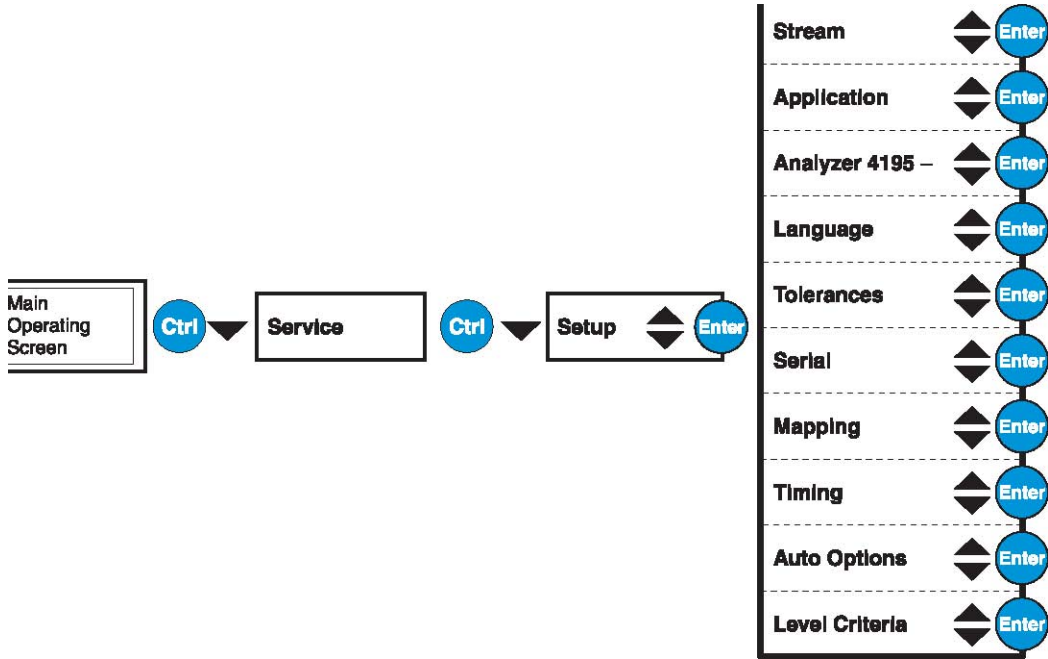 Stream Enter
Application Enter
Analyzer 4195 – Enter
Language Enter
Main
Operating
Screen
Ctrl
Service
Ctrl
Setup
Enter
Tolerances Enter
Serial Enter
Mapping Enter
Timing Enter
Auto Options Enter
Level Criteria Enter